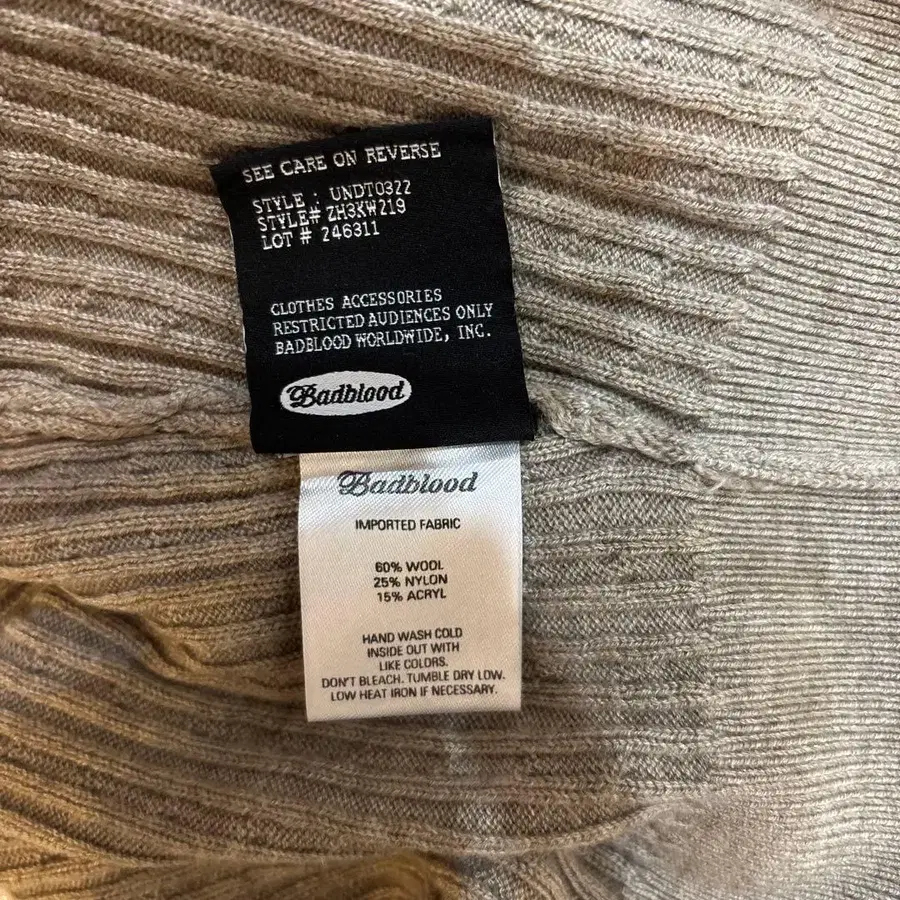 SEE CARE ON REVERSE
STYLE : UNDT0322
STYLE# ZH3KW219
LOT # 246311
CLOTHES ACCESSORIES
RESTRICTED AUDIENCES ONLY
BADBLOOD WORLDWIDE, INC.
Badblood
Badblood
IMPORTED FABRIC
60% WOOL
25% NYLON
15% ACRYL
HAND WASH COLD
INSIDE OUT WITH
LIKE COLORS.
DON'T BLEACH. TUMBLE DRY LOW.
LOW HEAT IRON IF NECESSARY.